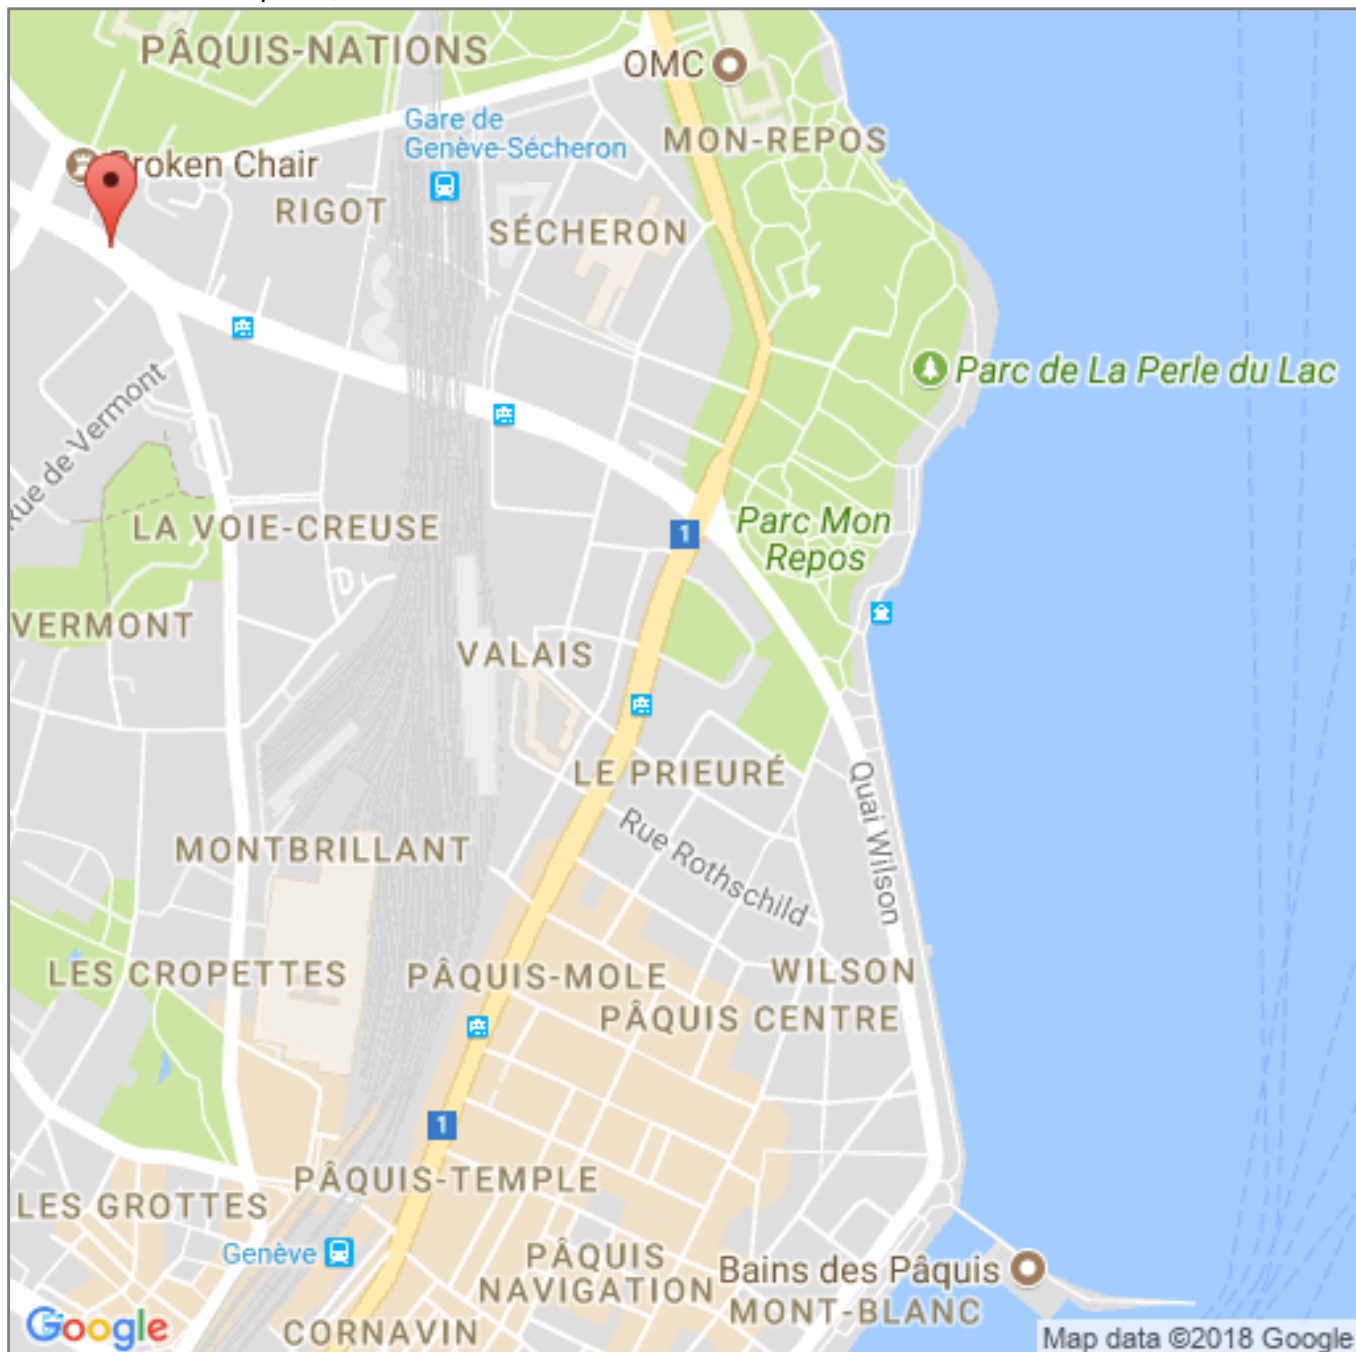 PÂQUIS-NATIONS
OMC
Gare de
Genève-Sécheron
MON-REPOS
Broken Chair
RIGOT
SÉCHERON
Parc de La Perle du Lac
Rue de Vermont
LA VOIE-CREUSE
1
Parc Mon
Repos
VERMONT
VALAIS
LE PRIEURÉ
Quai Wilson
Rue Rothschild
MONTBRILLANT
LES CROPETTES
PÂQUIS-MOLE
WILSON
PÂQUIS CENTRE
1
PÂQUIS-TEMPLE
LES GROTTES
Genève
PÂQUIS
NAVIGATION
Bains des Pâquis
MONT-BLANC
Google
CORNAVIN
Map data ©2018 Google